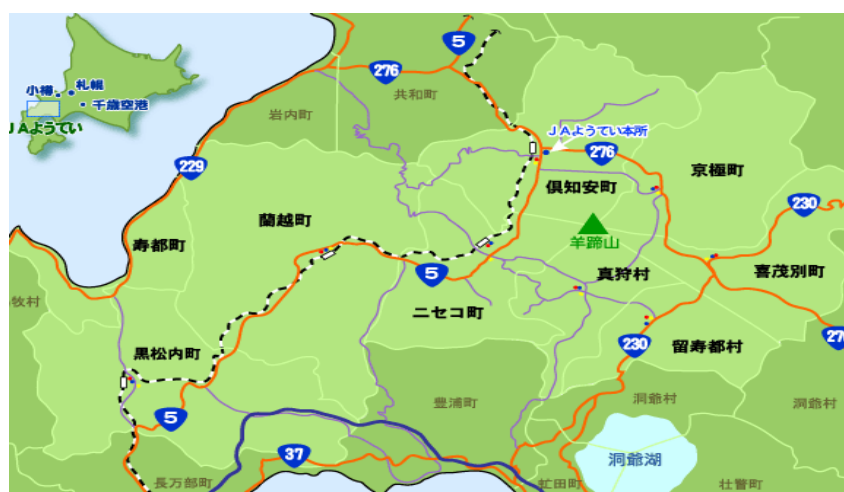 5
276
共和町
小樽
札幌
千歳空港
JAようてい
岩内町
JAようてい本所
276
229
倶知安町
京極町
230
蘭越町
羊蹄山
寿都町
真狩村
喜茂別町
5
牧村
ニセコ町
276
黒松内町
230
留寿都村
豊浦町
洞爺村
洞爺村
5
37
洞爺湖
長万部町
虻田町
壮瞥町